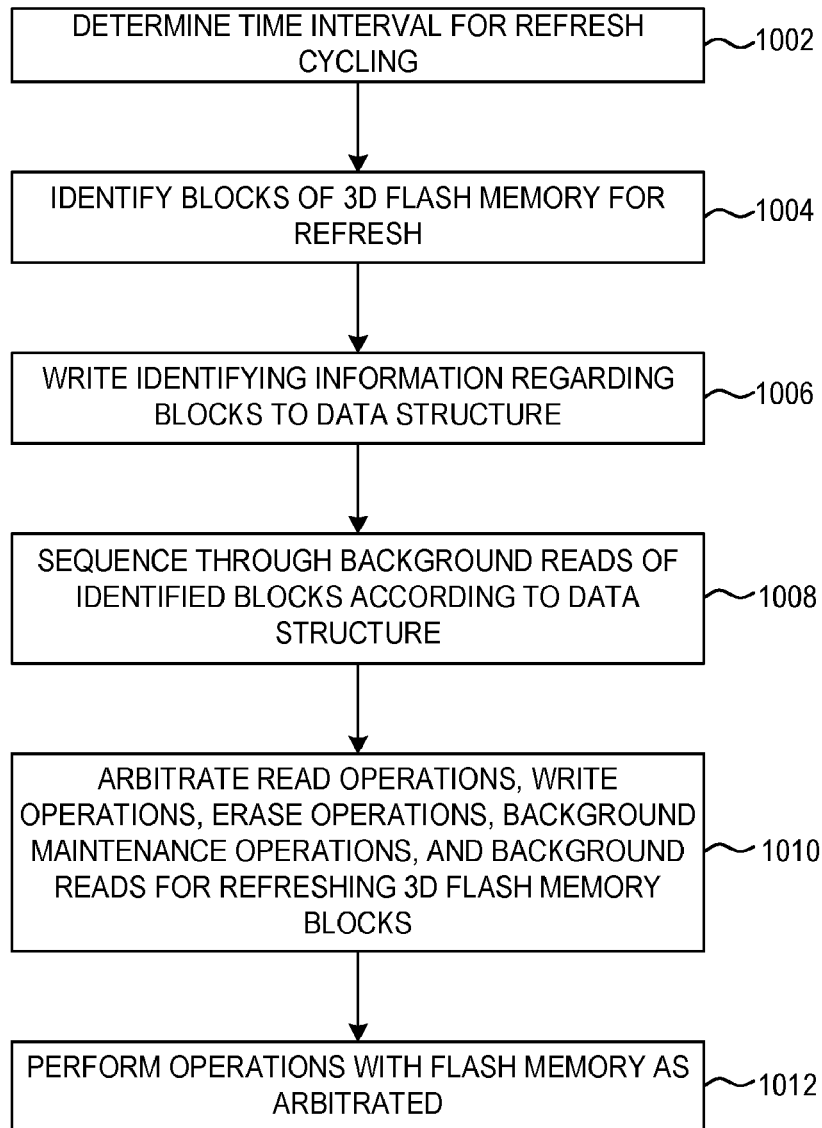 DETERMINE TIME INTERVAL FOR REFRESH
CYCLING
1002
IDENTIFY BLOCKS OF 3D FLASH MEMORY FOR
REFRESH
1004
WRITE IDENTIFYING INFORMATION REGARDING
BLOCKS TO DATA STRUCTURE
1006
SEQUENCE THROUGH BACKGROUND READS OF
IDENTIFIED BLOCKS ACCORDING TO DATA
STRUCTURE
1008
ARBITRATE READ OPERATIONS, WRITE
OPERATIONS, ERASE OPERATIONS, BACKGROUND
MAINTENANCE OPERATIONS, AND BACKGROUND
READS FOR REFRESHING 3D FLASH MEMORY
BLOCKS
1010
PERFORM OPERATIONS WITH FLASH MEMORY AS
ARBITRATED
1012